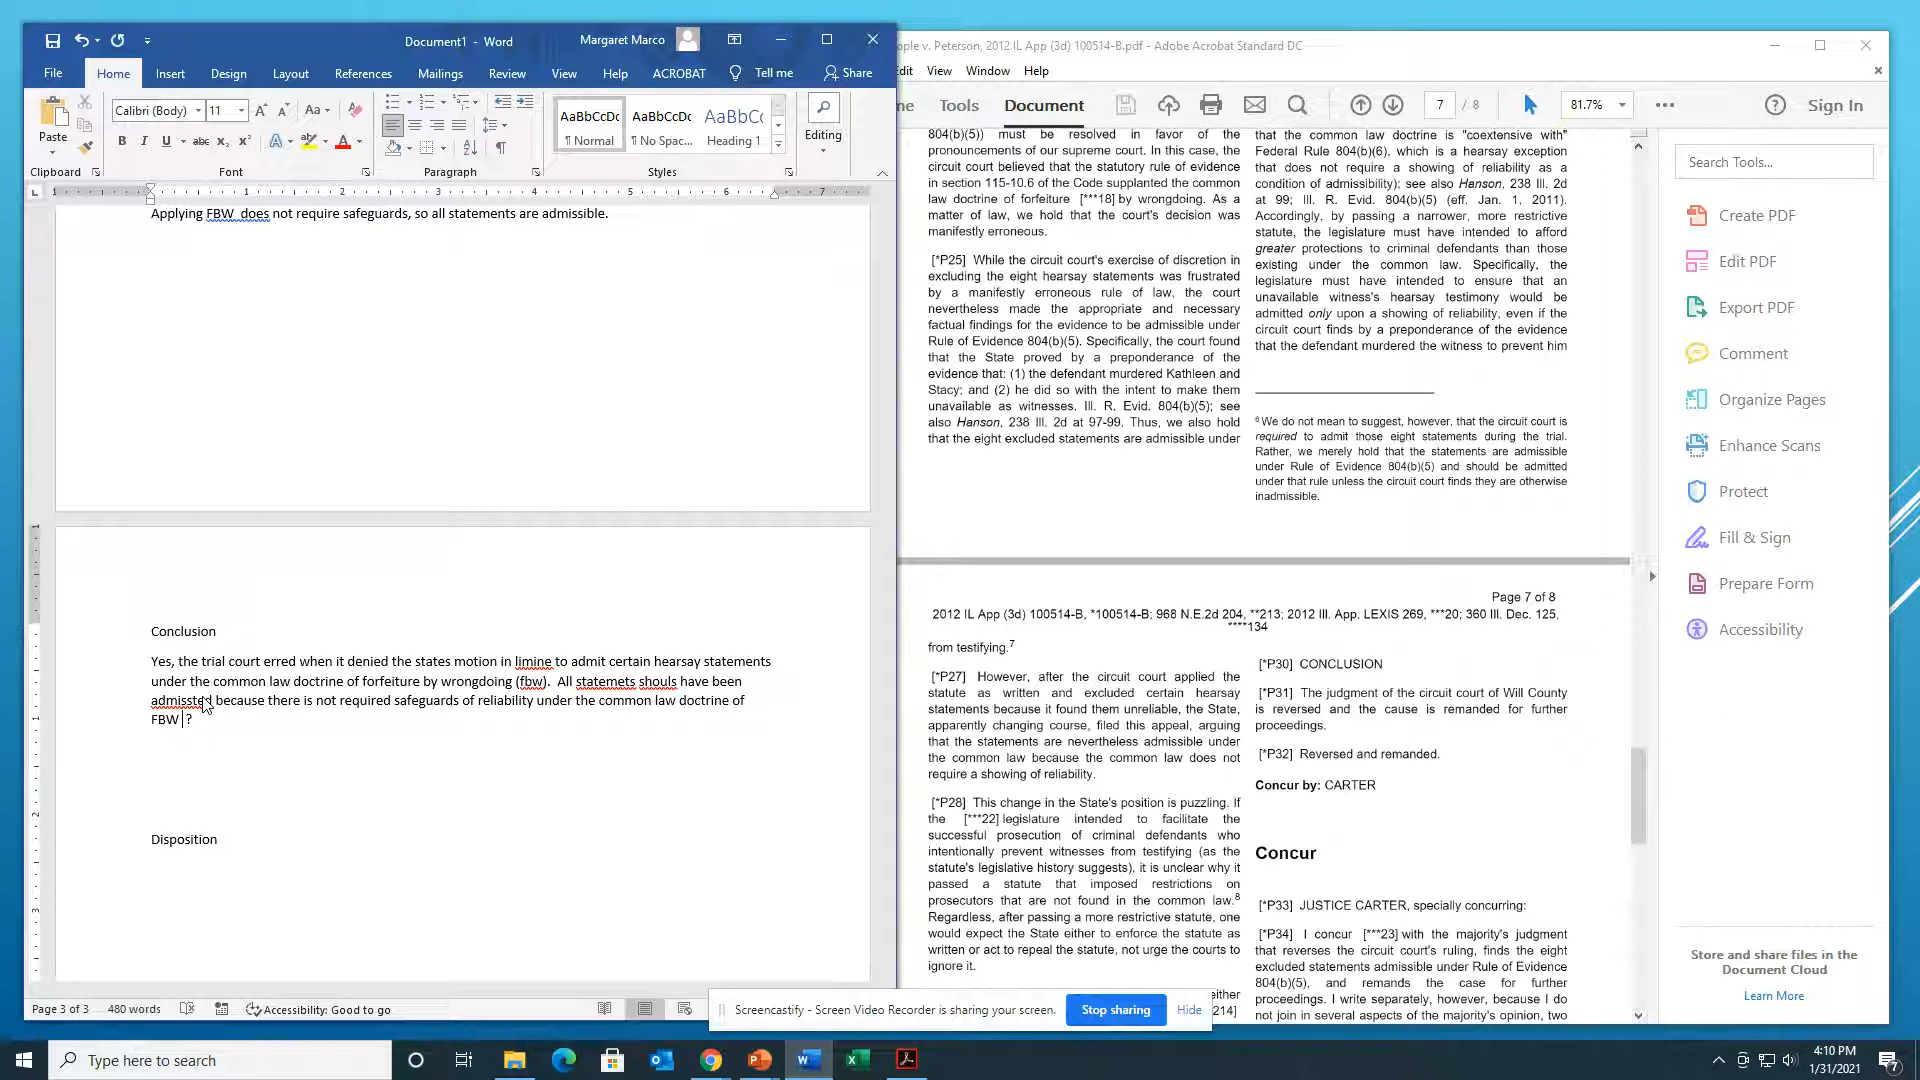 Document1 - Word
Margaret Marco
File Home Insert Design Layout References Mailings Review View Help ACROBAT Tell me Share
Paste
Calibri (Body) 11
AaBbCcDc AaBbCcDc AaBbCc
¶ Normal ¶ No Spac... Heading 1
Editing
Clipboard Font Paragraph Styles
Applying FBW does not require safeguards, so all statements are admissible.
Conclusion
Yes, the trial court erred when it denied the states motion in limine to admit certain hearsay statements
under the common law doctrine of forfeiture by wrongdoing (fbw). All statemets shouls have been
admissted because there is not required safeguards of reliability under the common law doctrine of
FBW ?
Disposition
Page 3 of 3 480 words Accessibility: Good to go
ople v. Peterson, 2012 IL App (3d) 100514-B.pdf - Adobe Acrobat Standard DC
Edit View Window Help
me Tools Document 7 / 8 81.7% Sign In
804(b)(5)) must be resolved in favor of the
pronouncements of our supreme court. In this case, the
circuit court believed that the statutory rule of evidence
in section 115-10.6 of the Code supplanted the common
law doctrine of forfeiture [***18] by wrongdoing. As a
matter of law, we hold that the court's decision was
manifestly erroneous.
[*P25] While the circuit court's exercise of discretion in
excluding the eight hearsay statements was frustrated
by a manifestly erroneous rule of law, the court
nevertheless made the appropriate and necessary
factual findings for the evidence to be admissible under
Rule of Evidence 804(b)(5). Specifically, the court found
that the State proved by a preponderance of the
evidence that: (1) the defendant murdered Kathleen and
Stacy; and (2) he did so with the intent to make them
unavailable as witnesses. Ill. R. Evid. 804(b)(5); see
also Hanson, 238 Ill. 2d at 97-99. Thus, we also hold
that the eight excluded statements are admissible under
that the common law doctrine is "coextensive with"
Federal Rule 804(b)(6), which is a hearsay exception
that does not require a showing of reliability as a
condition of admissibility); see also Hanson, 238 Ill. 2d
at 99; Ill. R. Evid. 804(b)(5) (eff. Jan. 1, 2011).
Accordingly, by passing a narrower, more restrictive
statute, the legislature must have intended to afford
greater protections to criminal defendants than those
existing under the common law. Specifically, the
legislature must have intended to ensure that an
unavailable witness's hearsay testimony would be
admitted only upon a showing of reliability, even if the
circuit court finds by a preponderance of the evidence
that the defendant murdered the witness to prevent him
6 We do not mean to suggest, however, that the circuit court is
required to admit those eight statements during the trial.
Rather, we merely hold that the statements are admissible
under Rule of Evidence 804(b)(5) and should be admitted
under that rule unless the circuit court finds they are otherwise
inadmissible.
Page 7 of 8
2012 IL App (3d) 100514-B, *100514-B; 968 N.E.2d 204, **213; 2012 Ill. App. LEXIS 269, ***20; 360 Ill. Dec. 125,
****134
from testifying.7
[*P27] However, after the circuit court applied the
statute as written and excluded certain hearsay
statements because it found them unreliable, the State,
apparently changing course, filed this appeal, arguing
that the statements are nevertheless admissible under
the common law because the common law does not
require a showing of reliability.
[*P28] This change in the State's position is puzzling. If
the [***22] legislature intended to facilitate the
successful prosecution of criminal defendants who
intentionally prevent witnesses from testifying (as the
statute's legislative history suggests), it is unclear why it
passed a statute that imposed restrictions on
prosecutors that are not found in the common law.8
Regardless, after passing a more restrictive statute, one
would expect the State either to enforce the statute as
written or act to repeal the statute, not urge the courts to
ignore it.
either
214]
[*P30] CONCLUSION
[*P31] The judgment of the circuit court of Will County
is reversed and the cause is remanded for further
proceedings.
[*P32] Reversed and remanded.
Concur by: CARTER
Concur
[*P33] JUSTICE CARTER, specially concurring:
[*P34] I concur [***23] with the majority's judgment
that reverses the circuit court's ruling, finds the eight
excluded statements admissible under Rule of Evidence
804(b)(5), and remands the case for further
proceedings. I write separately, however, because I do
not join in several aspects of the majority's opinion, two
Search Tools...
Create PDF
Edit PDF
Export PDF
Comment
Organize Pages
Enhance Scans
Protect
Fill & Sign
Prepare Form
Accessibility
Store and share files in the
Document Cloud
Learn More
Screencastify - Screen Video Recorder is sharing your screen. Stop sharing Hide
Type here to search
4:10 PM
1/31/2021
7